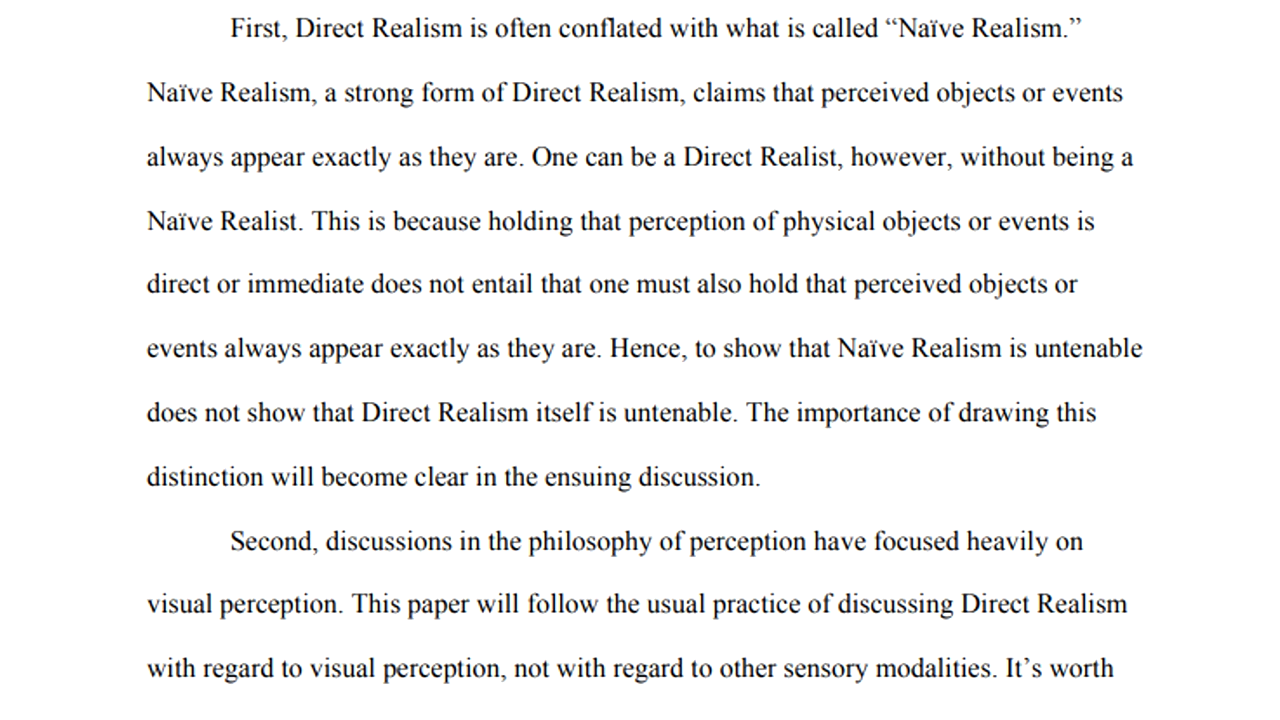 First, Direct Realism is often conflated with what is called “Naïve Realism.”
Naïve Realism, a strong form of Direct Realism, claims that perceived objects or events
always appear exactly as they are. One can be a Direct Realist, however, without being a
Naïve Realist. This is because holding that perception of physical objects or events is
direct or immediate does not entail that one must also hold that perceived objects or
events always appear exactly as they are. Hence, to show that Naïve Realism is untenable
does not show that Direct Realism itself is untenable. The importance of drawing this
distinction will become clear in the ensuing discussion.
Second, discussions in the philosophy of perception have focused heavily on
visual perception. This paper will follow the usual practice of discussing Direct Realism
with regard to visual perception, not with regard to other sensory modalities. It’s worth